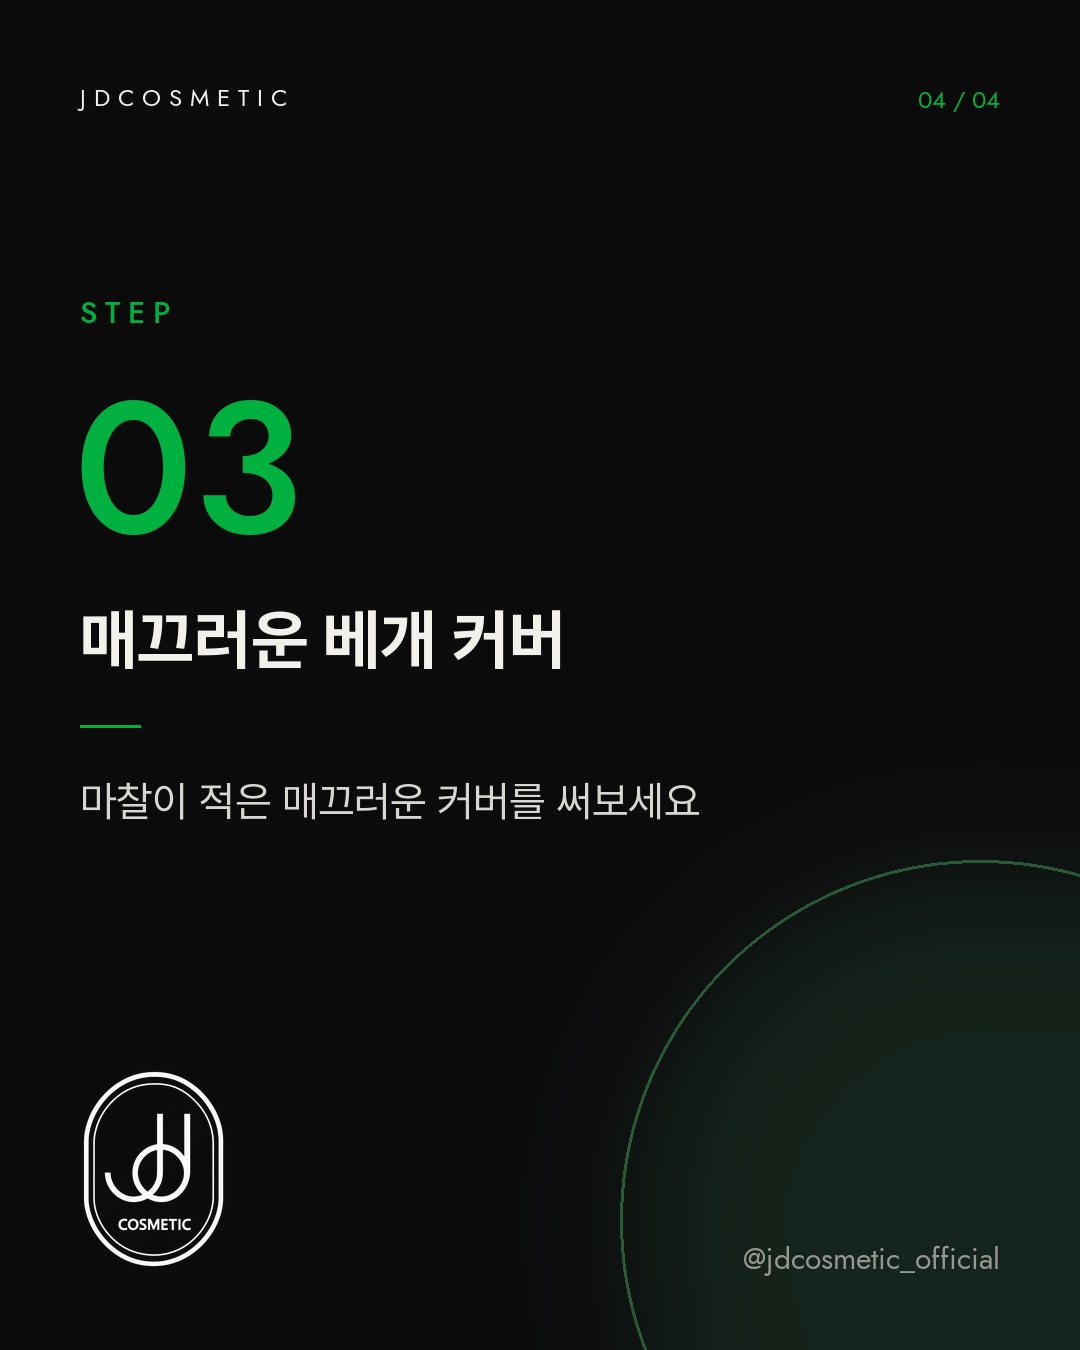 JDCOSMETIC
04 / 04
STEP
03
매끄러운 베개 커버
마찰이 적은 매끄러운 커버를 써보세요
Jd
COSMETIC
@jdcosmetic_official